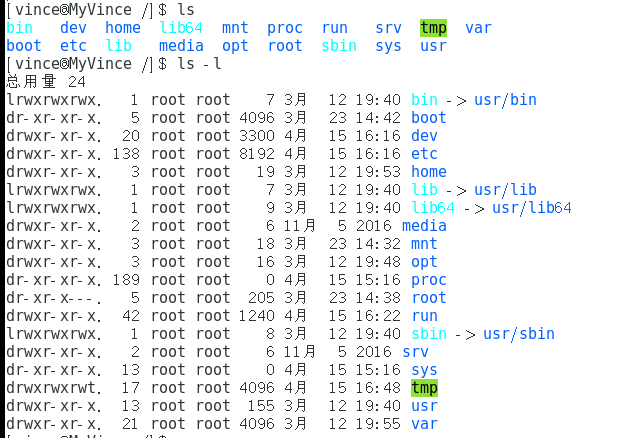 [vince@MyVince /]$ ls
bin dev home lib64 mnt proc run srv tmp var
boot etc lib media opt root sbin sys usr
[vince@MyVince /]$ ls -l
总用量 24
lrwxrwxrwx. 1 root root 7 3月 12 19:40 bin -> usr/bin
dr-xr-xr-x. 5 root root 4096 3月 23 14:42 boot
drwxr-xr-x. 20 root root 3300 4月 15 16:16 dev
drwxr-xr-x. 138 root root 8192 4月 15 16:16 etc
drwxr-xr-x. 3 root root 19 3月 12 19:53 home
lrwxrwxrwx. 1 root root 7 3月 12 19:40 lib -> usr/lib
lrwxrwxrwx. 1 root root 9 3月 12 19:40 lib64 -> usr/lib64
drwxr-xr-x. 2 root root 6 11月 5 2016 media
drwxr-xr-x. 3 root root 18 3月 23 14:32 mnt
drwxr-xr-x. 3 root root 16 3月 12 19:48 opt
dr-xr-xr-x. 189 root root 0 4月 15 15:16 proc
dr-xr-x---. 5 root root 205 3月 23 14:38 root
drwxr-xr-x. 42 root root 1240 4月 15 16:22 run
lrwxrwxrwx. 1 root root 8 3月 12 19:40 sbin -> usr/sbin
drwxr-xr-x. 2 root root 6 11月 5 2016 srv
dr-xr-xr-x. 13 root root 0 4月 15 15:16 sys
drwxrwxrwt. 17 root root 4096 4月 15 16:48 tmp
drwxr-xr-x. 13 root root 155 3月 12 19:40 usr
drwxr-xr-x. 21 root root 4096 3月 12 19:55 var
[vince@MyVince /]$